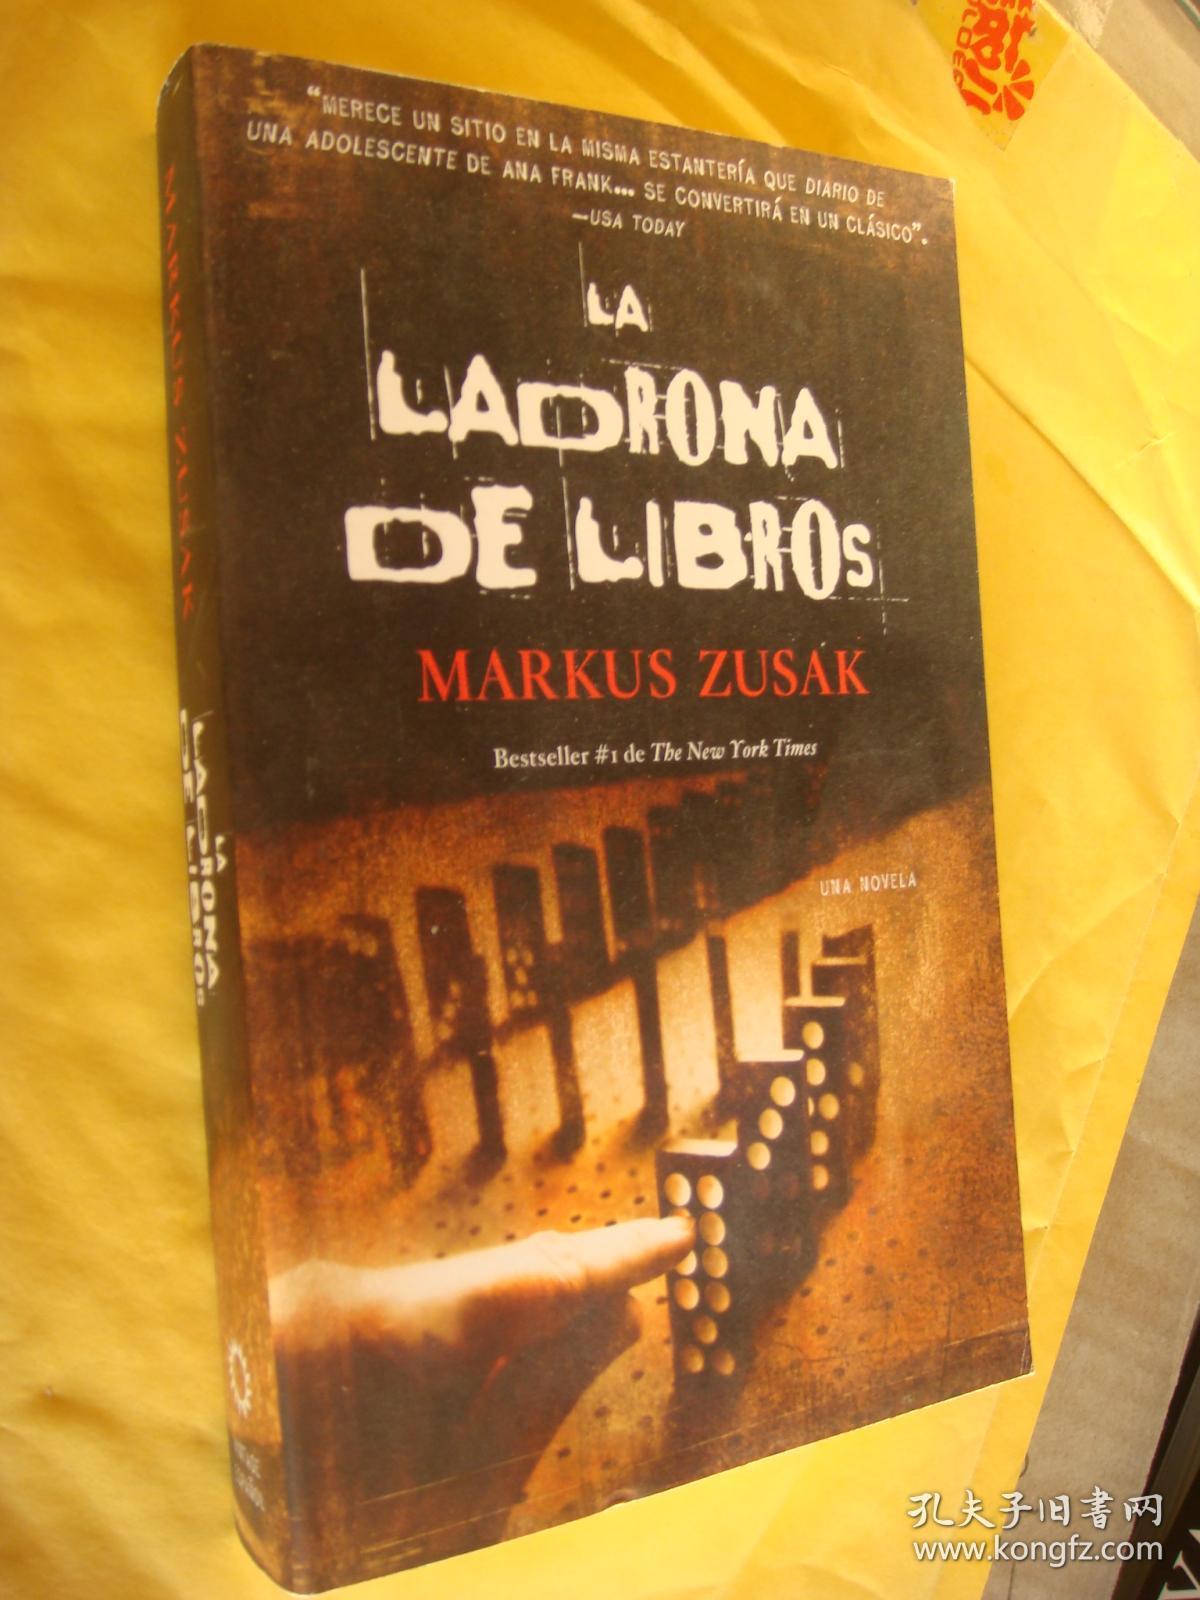 “MERECE UN SITIO EN LA MISMA ESTANTERÍA QUE DIARIO DE
UNA ADOLESCENTE DE ANA FRANK... SE CONVERTIRÁ EN UN CLÁSICO”.
—USA TODAY
LA
LADRONA
DE LIBROS
MARKUS ZUSAK
Bestseller #1 de The New York Times
UNA NOVELA
MARKUS ZUSAK
LA
LADRONA
DE LIBROS
孔夫子旧书网
www.kongfz.com